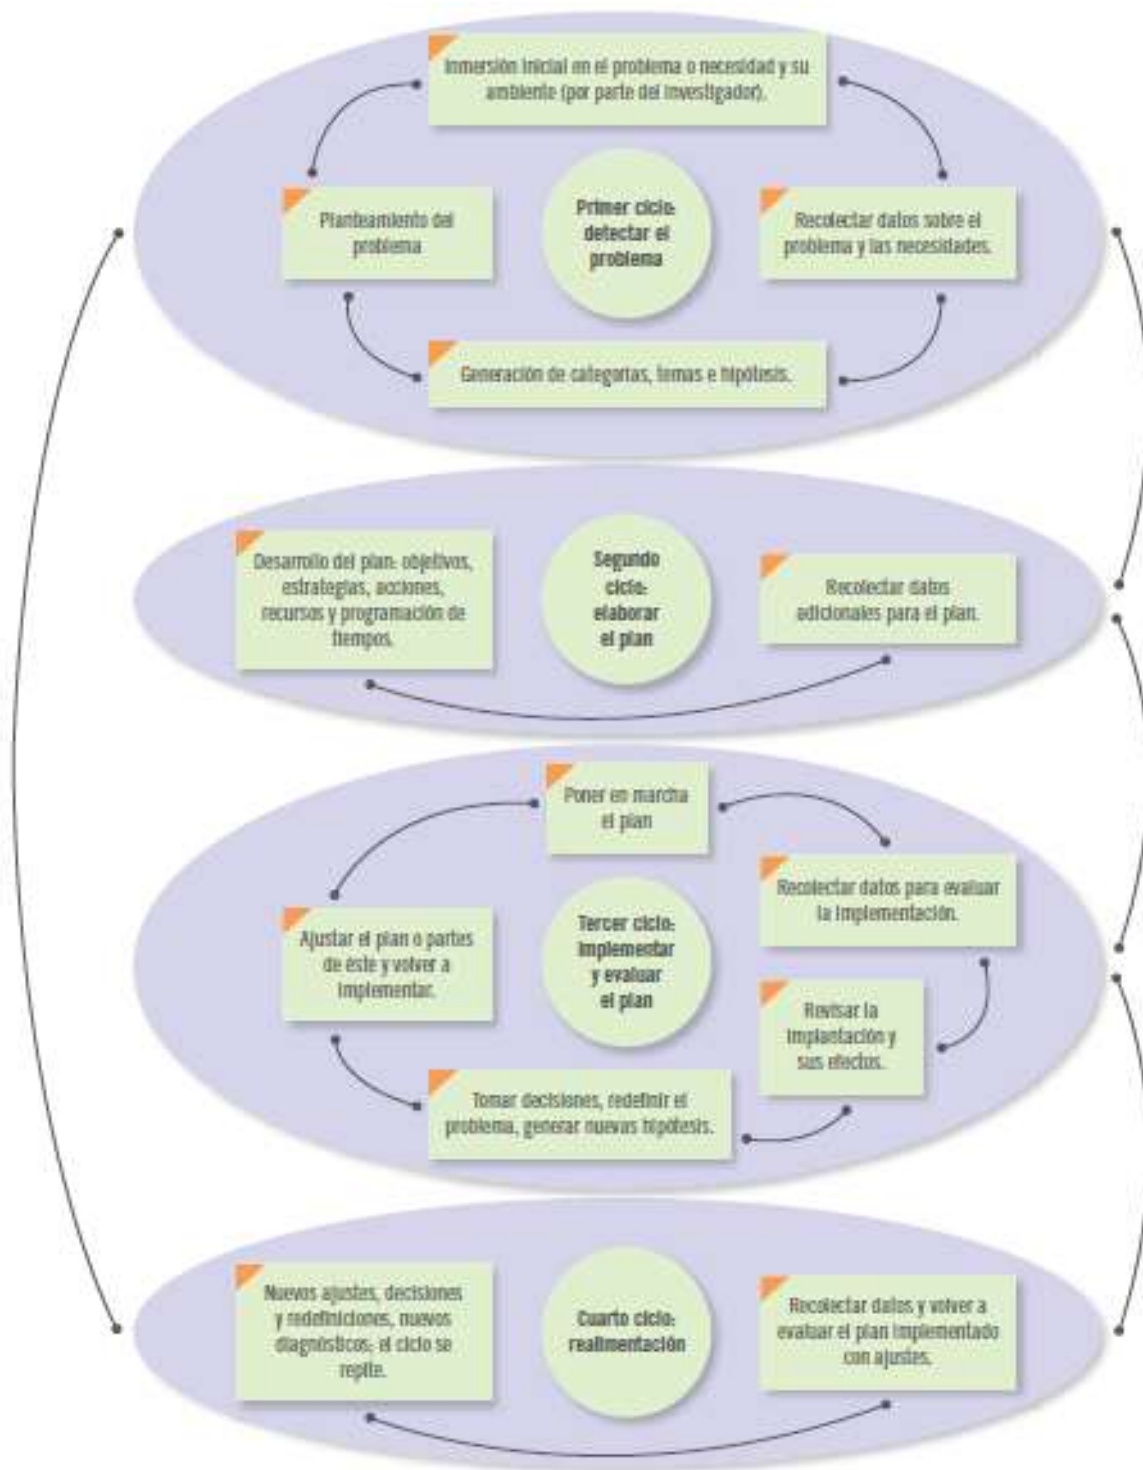 Inmersión inicial en el problema o necesidad y su
ambiente (por parte del investigador).
Planteamiento del
problema
Primer ciclo:
detectar el
problema
Recolectar datos sobre el
problema y las necesidades.
Generación de categorías, temas e hipótesis.
Desarrollo del plan: objetivos,
estrategias, acciones,
recursos y programación de
tiempos.
Segundo
ciclo:
elaborar
el plan
Recolectar datos
adicionales para el plan.
Poner en marcha
el plan
Recolectar datos para evaluar
la implementación.
Ajustar el plan o partes
de éste y volver a
implementar.
Tercer ciclo:
implementar
y evaluar
el plan
Revisar la
implantación y
sus efectos.
Tomar decisiones, redefinir el
problema, generar nuevas hipótesis.
Nuevos ajustes, decisiones
y redefiniciones, nuevos
diagnósticos: el ciclo se
repite.
Cuarto ciclo:
realimentación
Recolectar datos y volver a
evaluar el plan implementado
con ajustes.